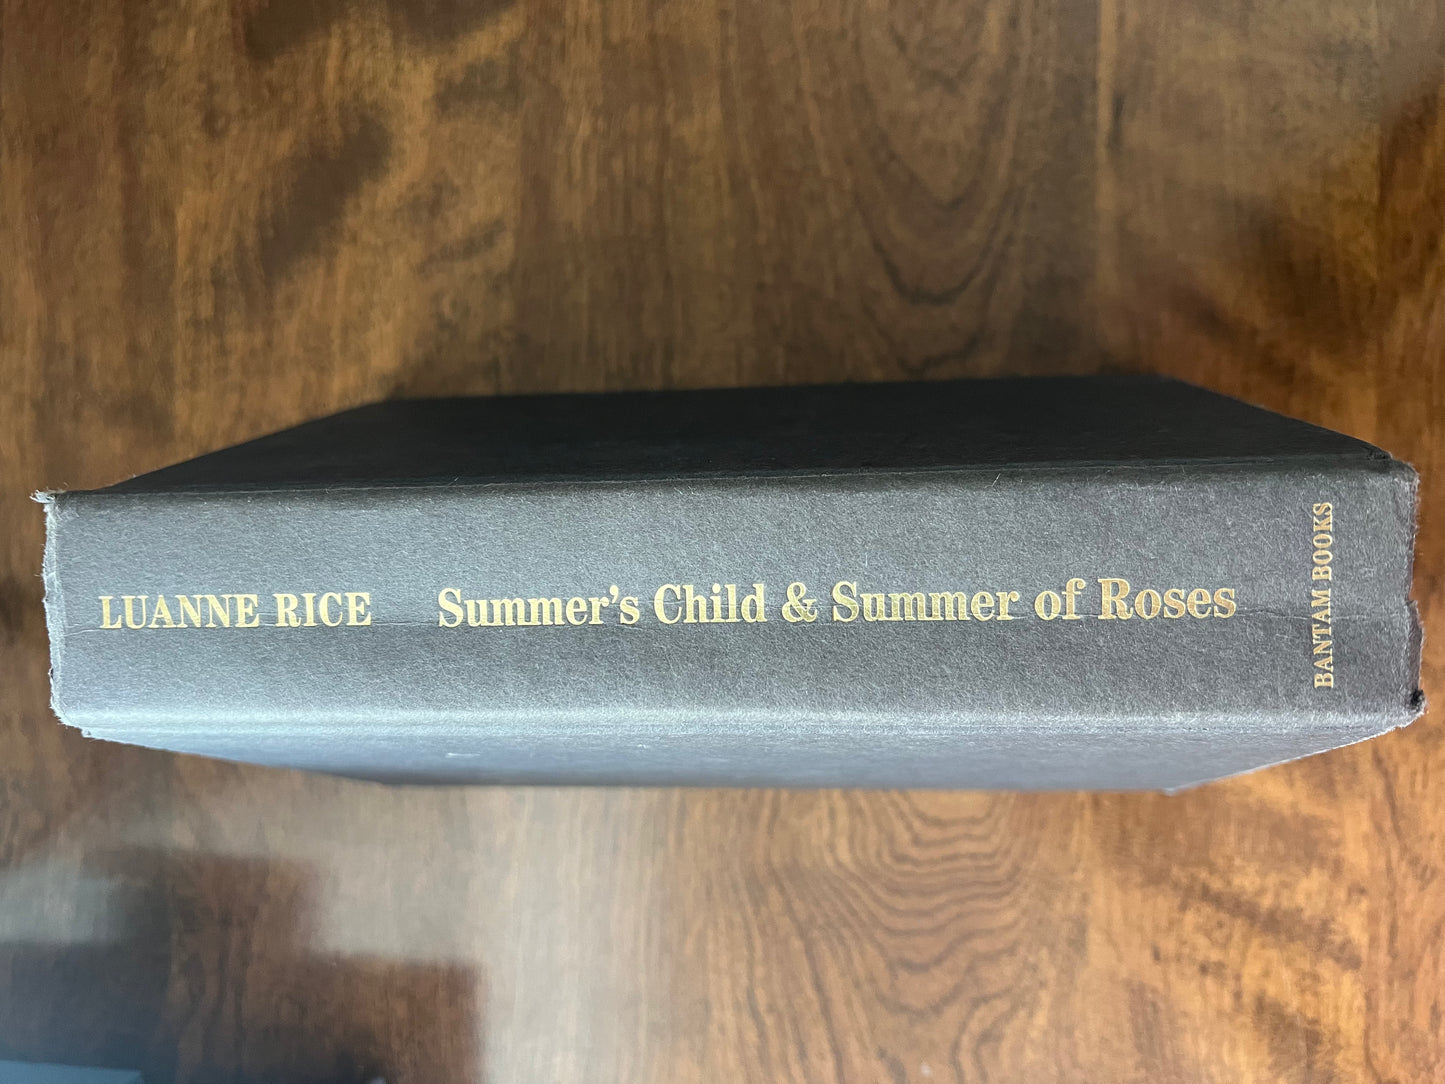 LUANNE RICE
Summer's Child & Summer of Roses
BANTAM BOOKS